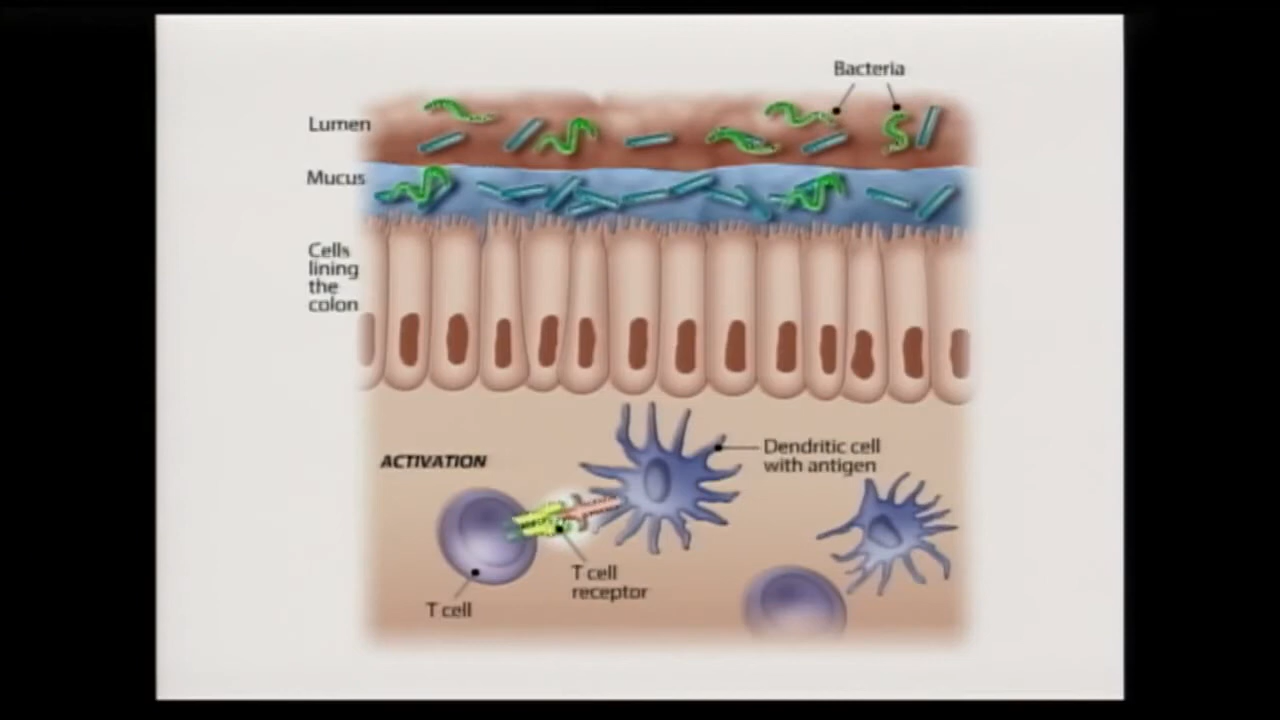 Bacteria
Lumen
Mucus
Cells
lining
the
colon
ACTIVATION
Dendritic cell
with antigen
T cell
receptor
T cell